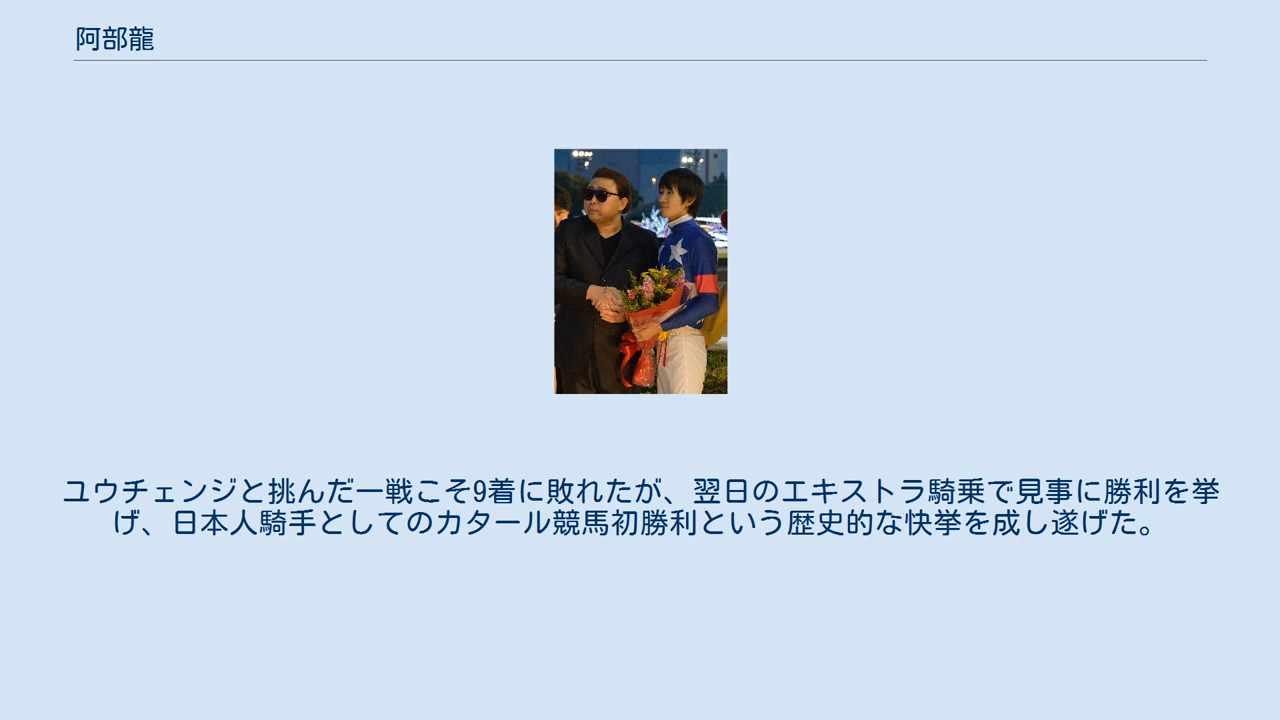 阿部龍
ユウチェンジと挑んだ一戦こそ9着に敗れたが、翌日のエキストラ騎乗で見事に勝利を挙
げ、日本人騎手としてのカタール競馬初勝利という歴史的な快挙を成し遂げた。